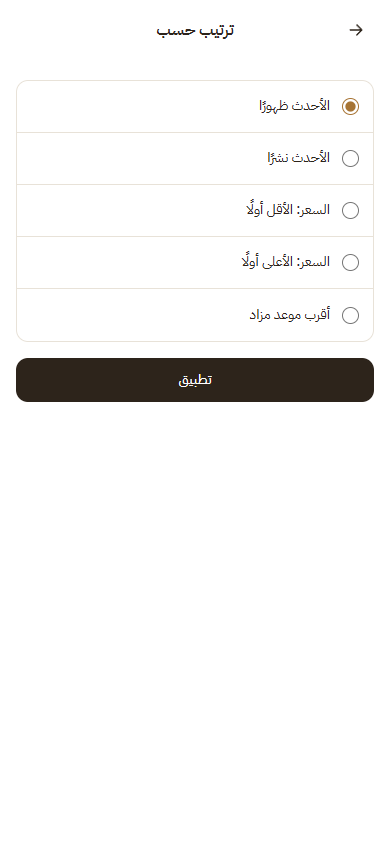 ترتيب حسب
الأحدث ظهورًا
الأحدث نشرًا
السعر: الأقل أولًا
السعر: الأعلى أولًا
أقرب موعد مزاد
تطبيق